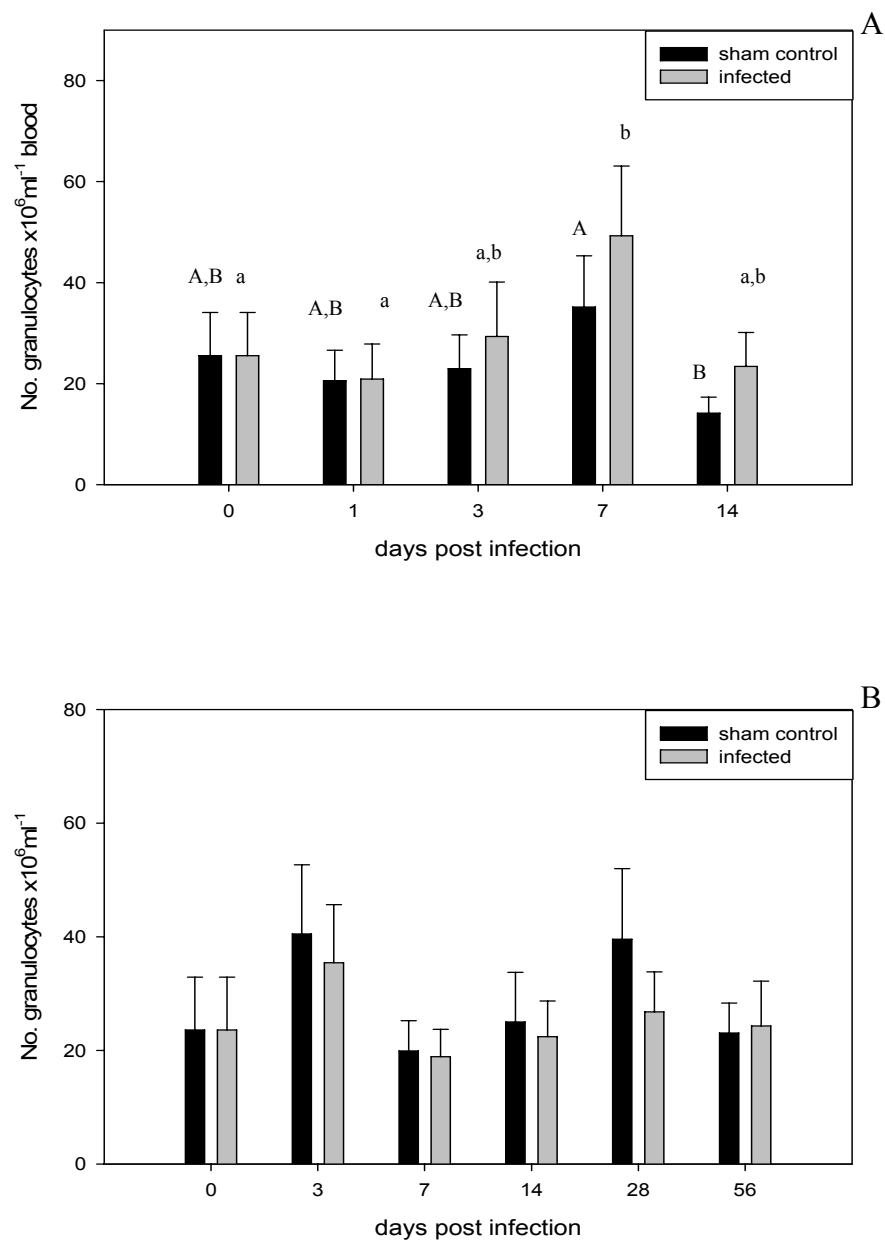 A
sham control
infected
No. granulocytes x10⁶ml⁻¹ blood
80
60
40
20
0
A,B a
A,B a
A,B a,b
A b
B a,b
0 1 3 7 14
days post infection
B
sham control
infected
No. granulocytes x10⁶ml⁻¹
80
60
40
20
0
0 3 7 14 28 56
days post infection